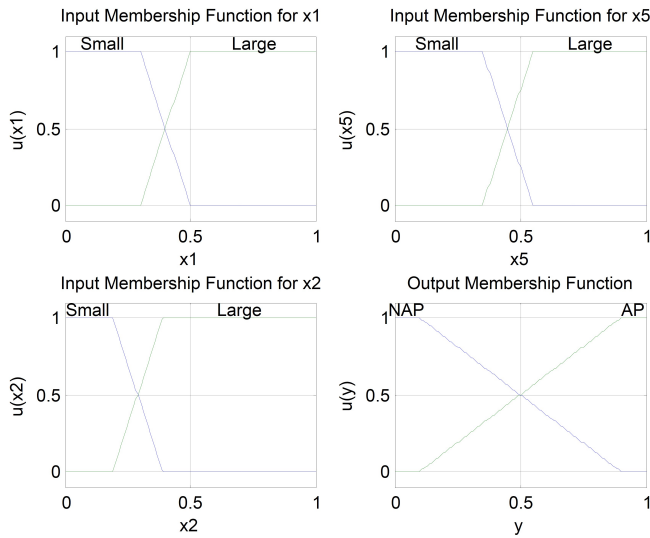 Input Membership Function for x1
Small Large
1
0.5
0
u(x1)
0 0.5 1
x1
Input Membership Function for x5
Small Large
1
0.5
0
u(x5)
0 0.5 1
x5
Input Membership Function for x2
Small Large
1
0.5
0
u(x2)
0 0.5 1
x2
Output Membership Function
NAP AP
1
0.5
0
u(y)
0 0.5 1
y